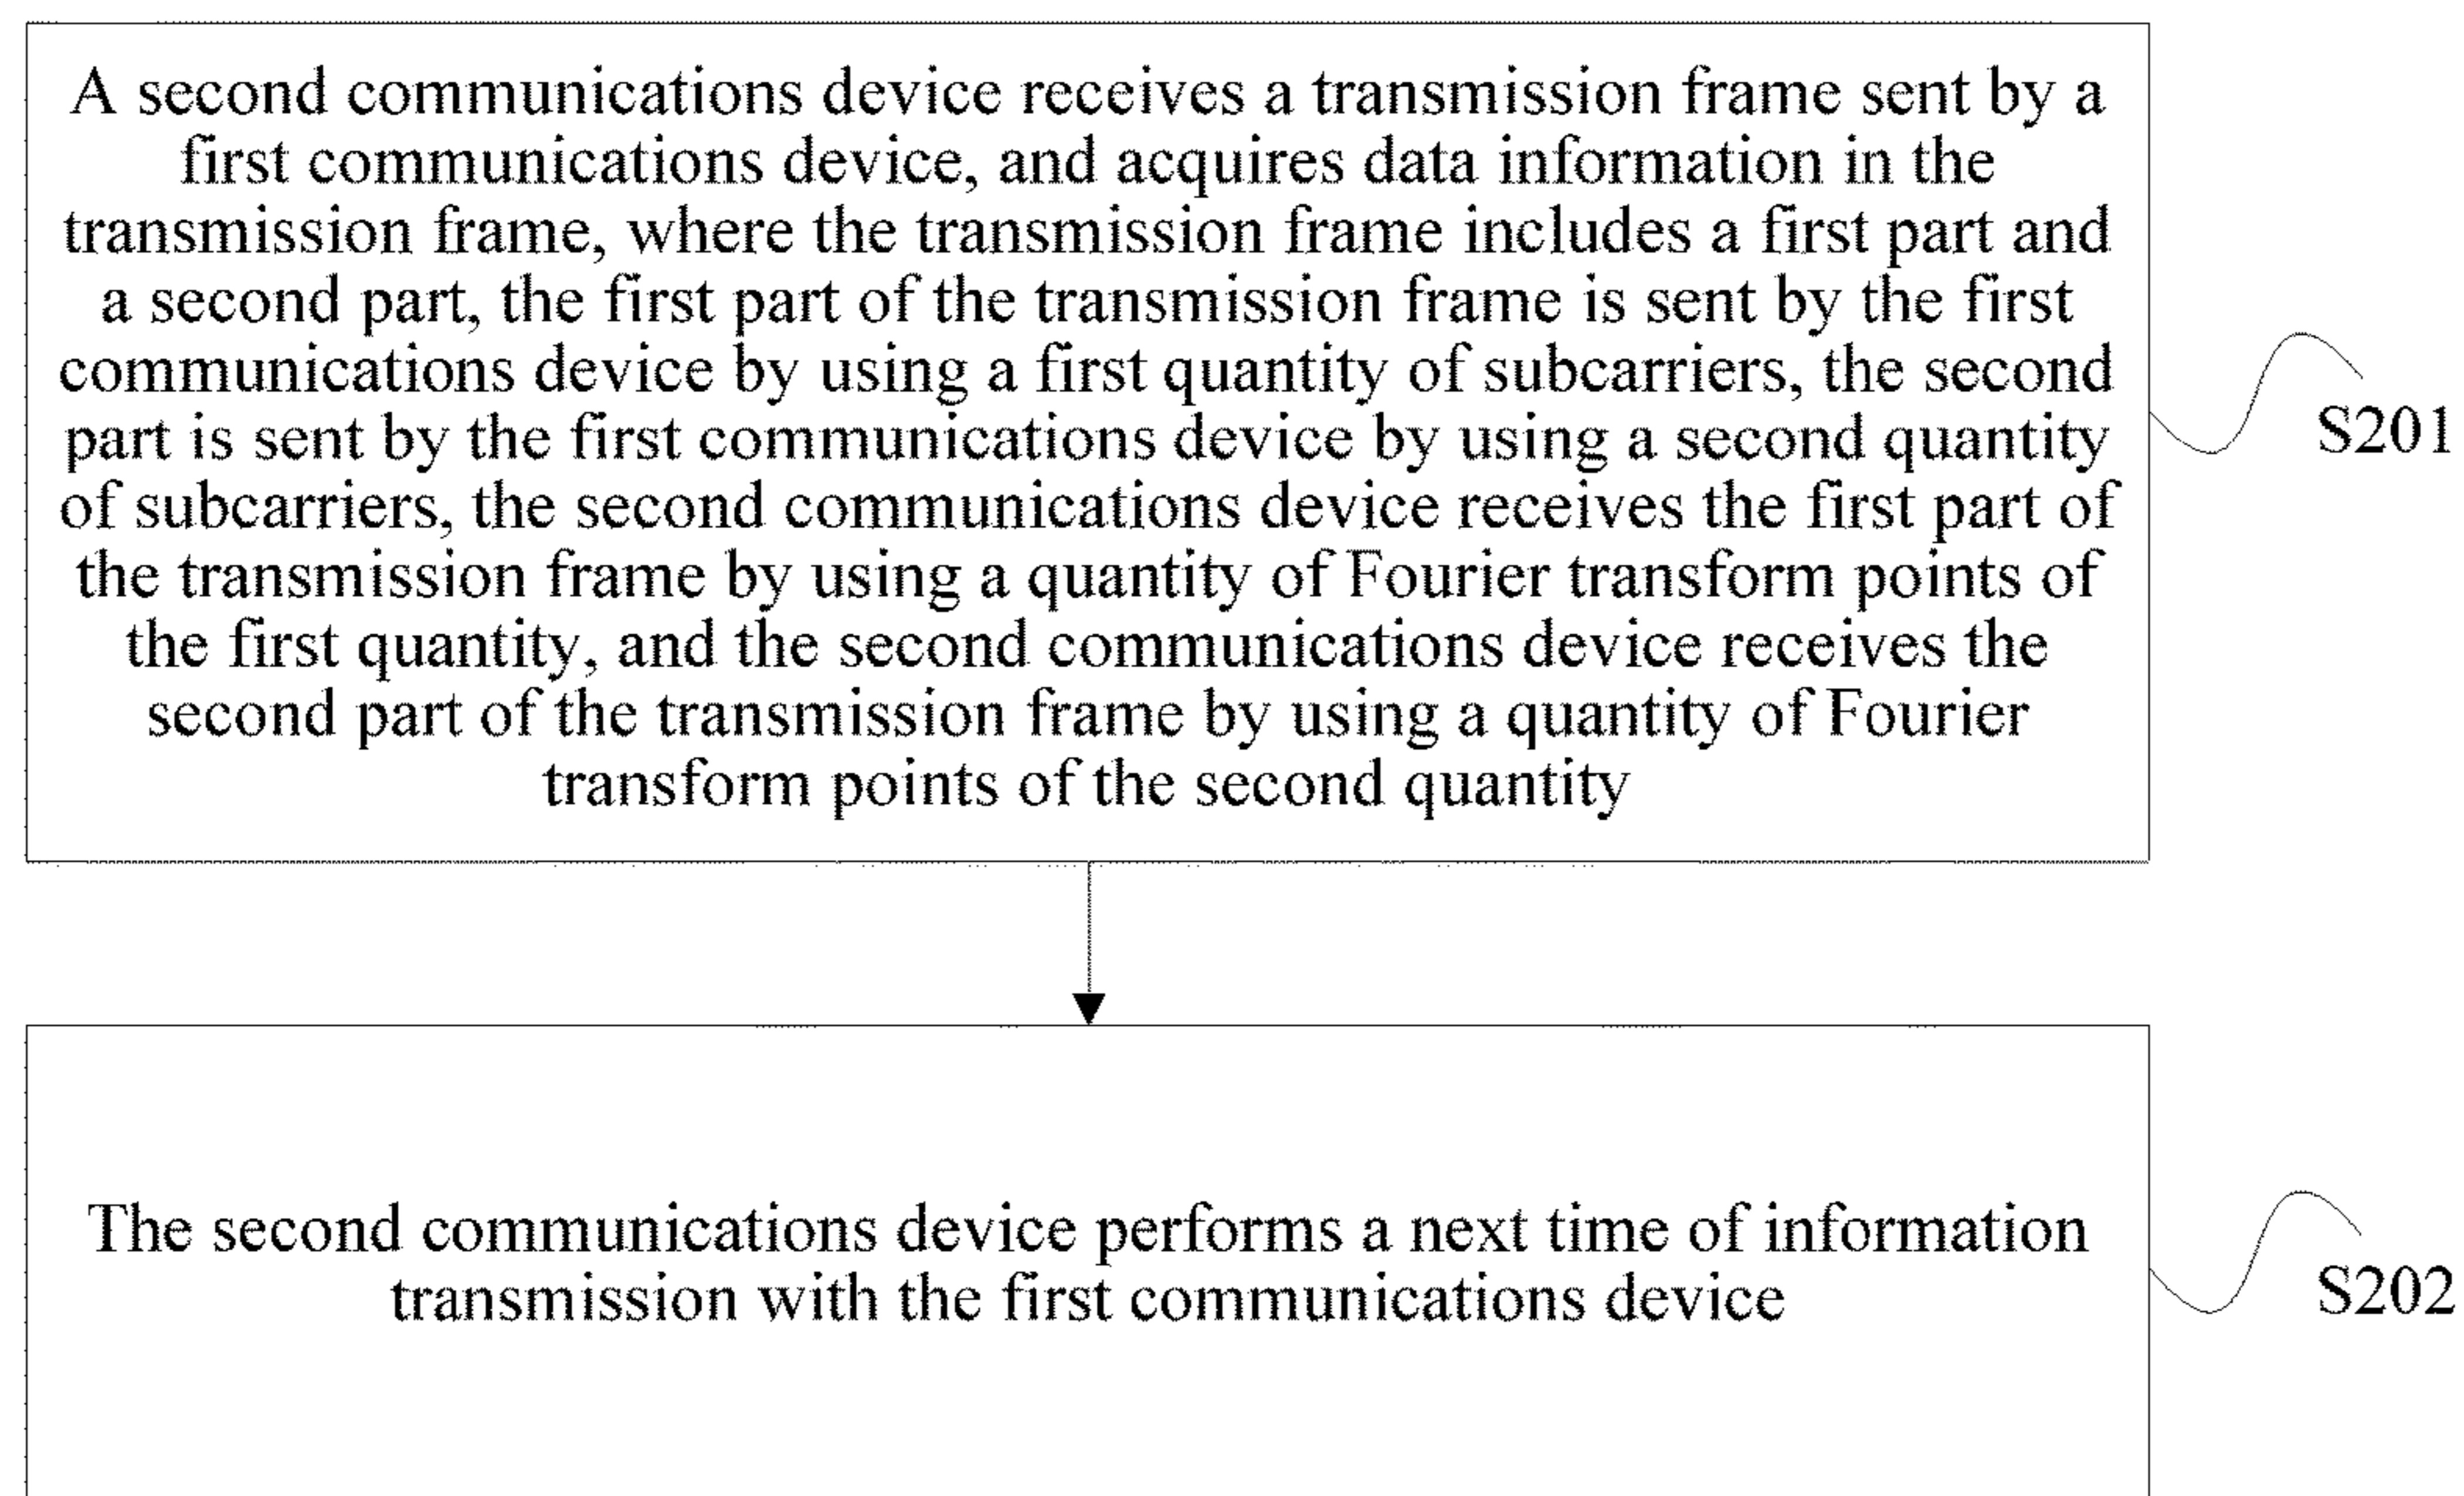 A second communications device receives a transmission frame sent by a
first communications device, and acquires data information in the
transmission frame, where the transmission frame includes a first part and
a second part, the first part of the transmission frame is sent by the first
communications device by using a first quantity of subcarriers, the second
part is sent by the first communications device by using a second quantity
of subcarriers, the second communications device receives the first part of
the transmission frame by using a quantity of Fourier transform points of
the first quantity, and the second communications device receives the
second part of the transmission frame by using a quantity of Fourier
transform points of the second quantity
S201
The second communications device performs a next time of information
transmission with the first communications device
S202